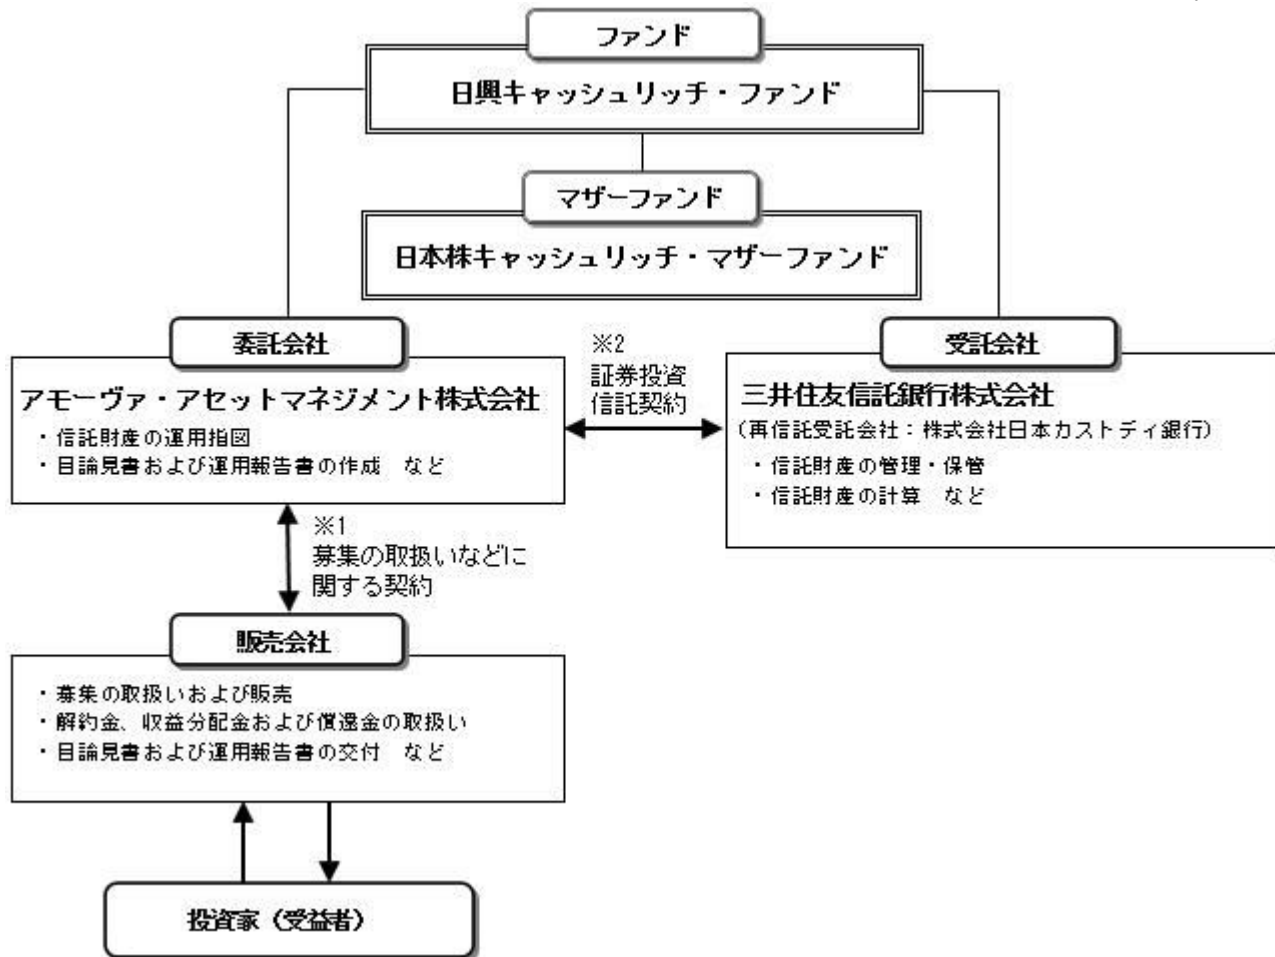 ファンド
日興キャッシュリッチ・ファンド
マザーファンド
日本株キャッシュリッチ・マザーファンド
委託会社
アモーヴァ・アセットマネジメント株式会社
・信託財産の運用指図
・目論見書および運用報告書の作成　など
※2
証券投資
信託契約
受託会社
三井住友信託銀行株式会社
（再信託受託会社：株式会社日本カストディ銀行）
・信託財産の管理・保管
・信託財産の計算　など
※1
募集の取扱いなどに
関する契約
販売会社
・募集の取扱いおよび販売
・解約金、収益分配金および償還金の取扱い
・目論見書および運用報告書の交付　など
投資家（受益者）